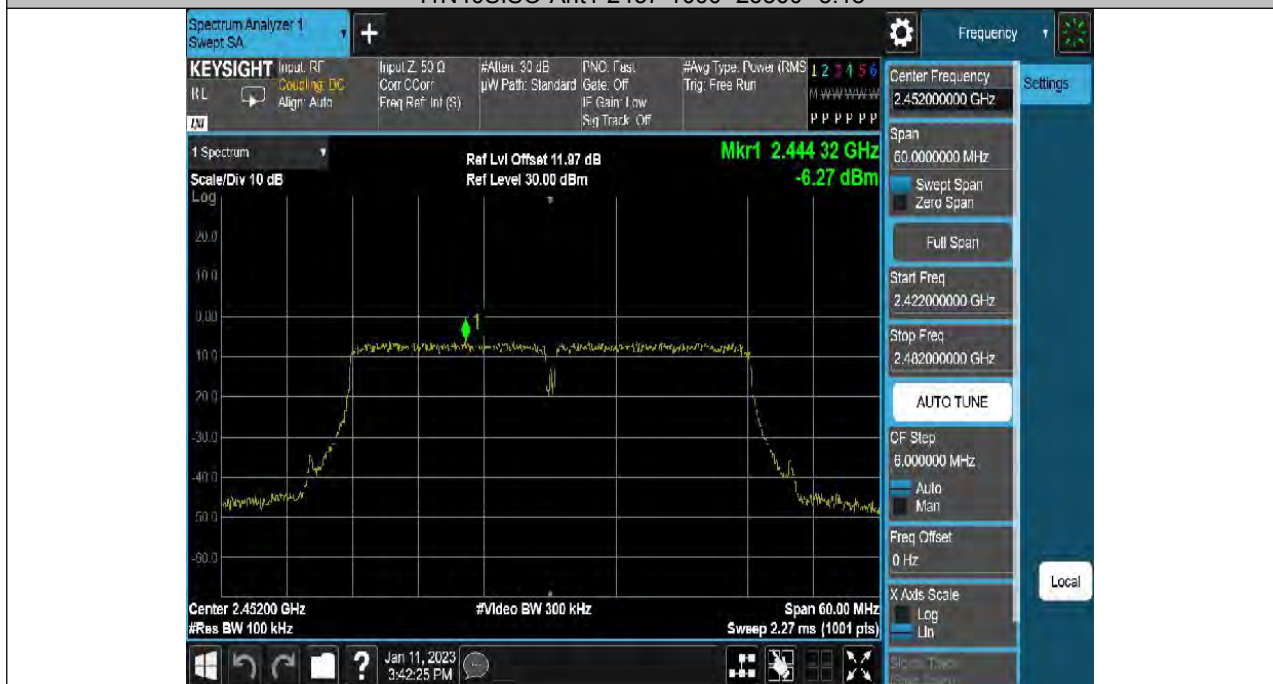 Spectrum Analyzer 1
Swept SA
+
Frequency
KEYSIGHT
Input: RF
Coupling: DC
Align: Auto
Input Z: 50 Ω
Corr CCorr
Freq Ref: Int (S)
#Atten: 30 dB
µW Path: Standard
PNO: Fast
Gate: Off
IF Gain: Low
Sig Track: Off
#Avg Type: Power (RMS
Trig: Free Run
1 2 3 4 5 6
M W W W W W
P P P P P P
RL
LXI
1 Spectrum
Scale/Div 10 dB
Log
Ref Lvl Offset 11.97 dB
Ref Level 30.00 dBm
Mkr1 2.444 32 GHz
-6.27 dBm
20.0
10.0
0.00
1
-10.0
-20.0
-30.0
-40.0
-50.0
-60.0
Center 2.45200 GHz
#Res BW 100 kHz
#Video BW 300 kHz
Span 60.00 MHz
Sweep 2.27 ms (1001 pts)
Center Frequency
2.452000000 GHz
Settings
Span
60.0000000 MHz
Swept Span
Zero Span
Full Span
Start Freq
2.422000000 GHz
Stop Freq
2.482000000 GHz
AUTO TUNE
CF Step
6.000000 MHz
Auto
Man
Freq Offset
0 Hz
X Axis Scale
Log
Lin
Local
?
Jan 11, 2023
3:42:25 PM